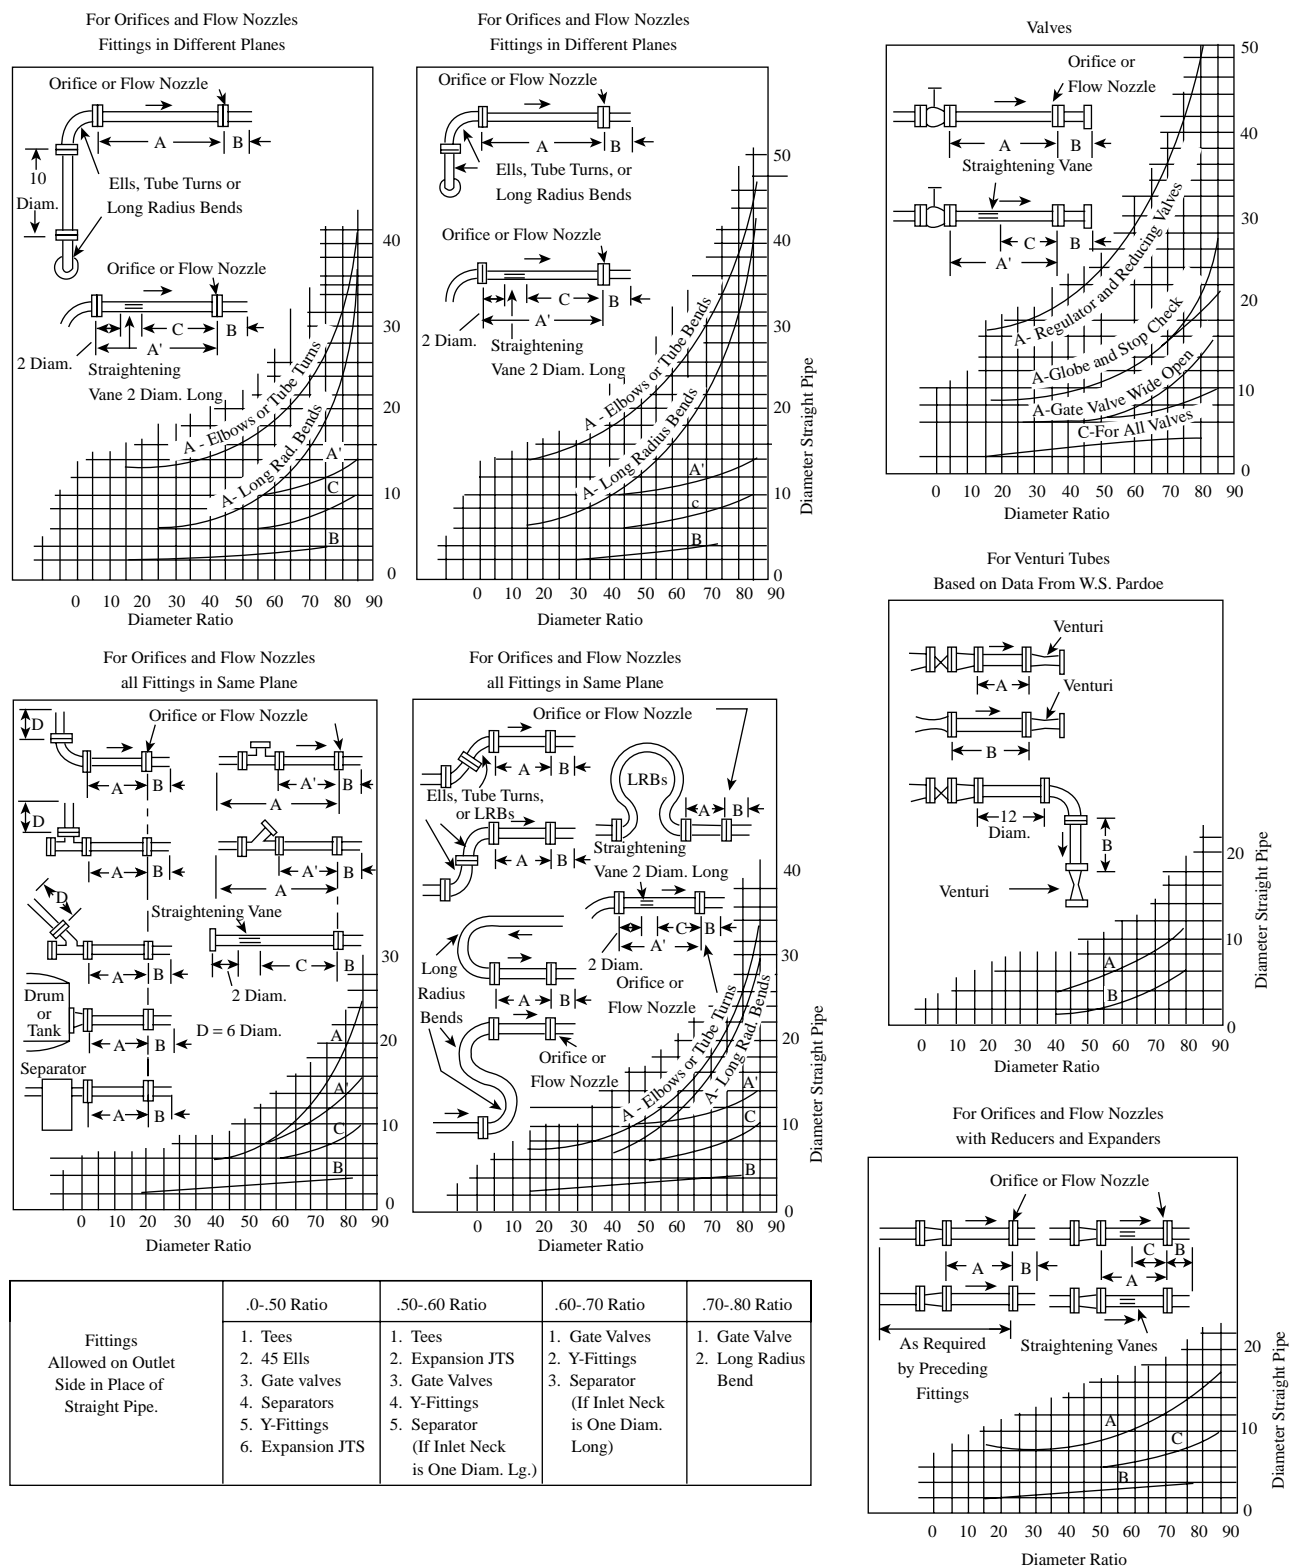 For Orifices and Flow Nozzles
Fittings in Different Planes
Orifice or Flow Nozzle
A
B
10
Diam.
Ells, Tube Turns or
Long Radius Bends
Orifice or Flow Nozzle
C
B
A'
2 Diam.
Straightening
Vane 2 Diam. Long
A - Elbows or Tube Turns
A- Long Rad. Bends
A'
C
B
40
30
20
10
0
0 10 20 30 40 50 60 70 80 90
Diameter Ratio
For Orifices and Flow Nozzles
Fittings in Different Planes
Orifice or Flow Nozzle
A
B
Ells, Tube Turns, or
Long Radius Bends
Orifice or Flow Nozzle
C
B
A'
2 Diam.
Straightening
Vane 2 Diam. Long
A - Elbows or Tube Bends
A- Long Radius Bends
A'
c
B
50
40
30
20
10
0
Diameter Straight Pipe
0 10 20 30 40 50 60 70 80 90
Diameter Ratio
Valves
Orifice or
Flow Nozzle
A
B
Straightening Vane
C
B
A'
A- Regulator and Reducing Valves
A-Globe and Stop Check
A-Gate Valve Wide Open
C-For All Valves
50
40
30
20
10
0
0 10 20 30 40 50 60 70 80 90
Diameter Ratio
For Venturi Tubes
Based on Data From W.S. Pardoe
Venturi
A
Venturi
B
12
Diam.
B
Venturi
A
B
20
10
0
Diameter Straight Pipe
0 10 20 30 40 50 60 70 80 90
Diameter Ratio
For Orifices and Flow Nozzles
all Fittings in Same Plane
D
Orifice or Flow Nozzle
A
B
A'
B
A
D
A
B
A'
B
A
D
Straightening Vane
A
B
C
B
2 Diam.
Drum
or
Tank
A
B
D = 6 Diam.
Separator
A
B
A
A'
C
B
30
20
10
0
0 10 20 30 40 50 60 70 80 90
Diameter Ratio
For Orifices and Flow Nozzles
all Fittings in Same Plane
Orifice or Flow Nozzle
A
B
LRBs
Ells, Tube Turns,
or LRBs
A
B
A
B
Straightening
Vane 2 Diam. Long
C
B
A'
2 Diam.
Orifice or
Flow Nozzle
Long
Radius
Bends
A
B
Orifice or
Flow Nozzle
A - Elbows or Tube Turns
A- Long Rad. Bends
A'
C
B
40
30
20
10
0
Diameter Straight Pipe
0 10 20 30 40 50 60 70 80 90
Diameter Ratio
For Orifices and Flow Nozzles
with Reducers and Expanders
Orifice or Flow Nozzle
A
B
C
B
A
As Required
by Preceding
Fittings
Straightening Vanes
A
C
B
20
10
0
Diameter Straight Pipe
0 10 20 30 40 50 60 70 80 90
Diameter Ratio
Fittings
Allowed on Outlet
Side in Place of
Straight Pipe.
.0-.50 Ratio
1. Tees
2. 45 Ells
3. Gate valves
4. Separators
5. Y-Fittings
6. Expansion JTS
.50-.60 Ratio
1. Tees
2. Expansion JTS
3. Gate Valves
4. Y-Fittings
5. Separator
(If Inlet Neck
is One Diam. Lg.)
.60-.70 Ratio
1. Gate Valves
2. Y-Fittings
3. Separator
(If Inlet Neck
is One Diam.
Long)
.70-.80 Ratio
1. Gate Valve
2. Long Radius
Bend